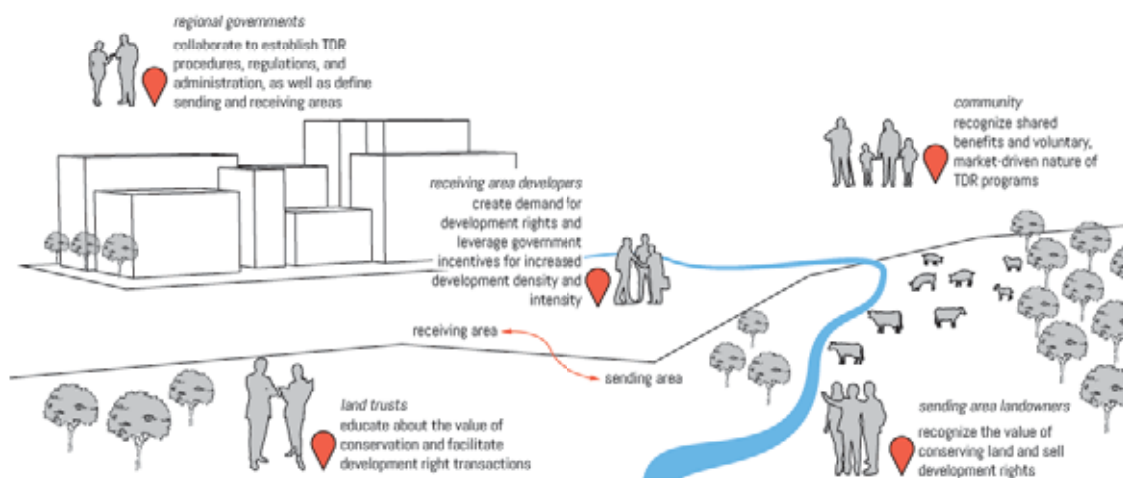 regional governments
collaborate to establish TDR
procedures, regulations, and
administration, as well as define
sending and receiving areas
community
recognize shared
benefits and voluntary,
market-driven nature of
TDR programs
receiving area developers
create demand for
development rights and
leverage government
incentives for increased
development density and
intensity
receiving area
sending area
land trusts
educate about the value of
conservation and facilitate
development right transactions
sending area landowners
recognize the value of
conserving land and sell
development rights